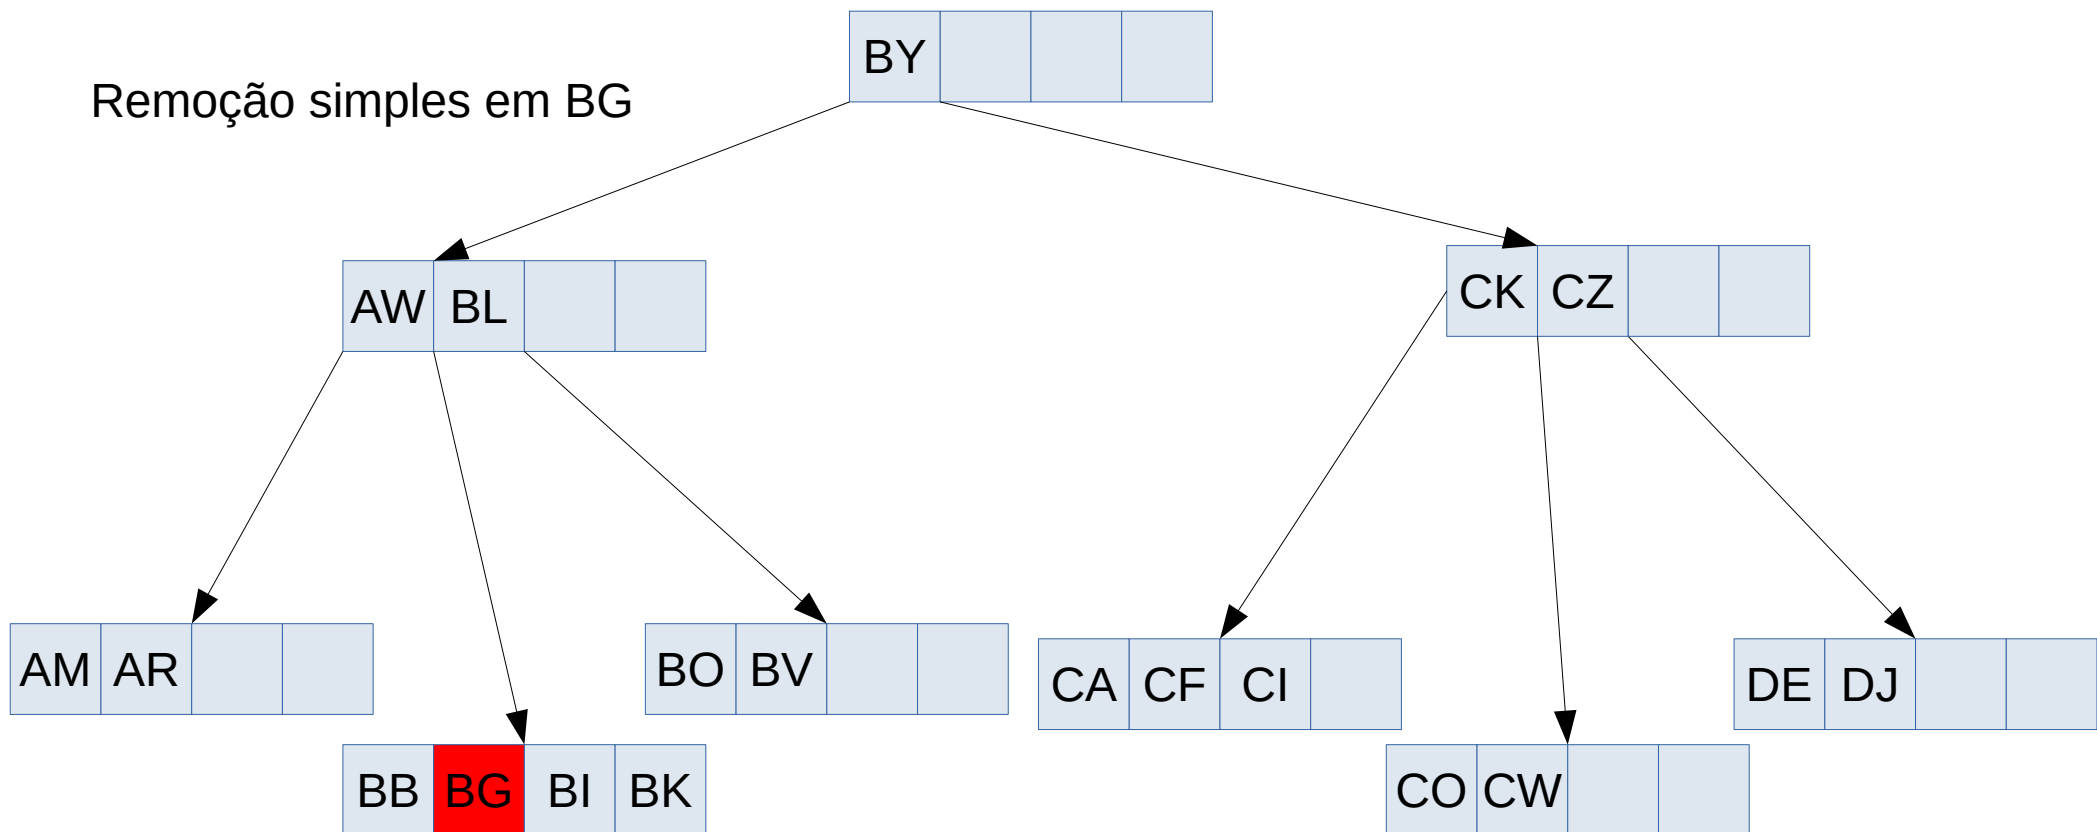 BY
Remoção simples em BG
AW BL
CK CZ
AM AR
BO BV
CA CF CI
DE DJ
BB BG BI BK
CO CW